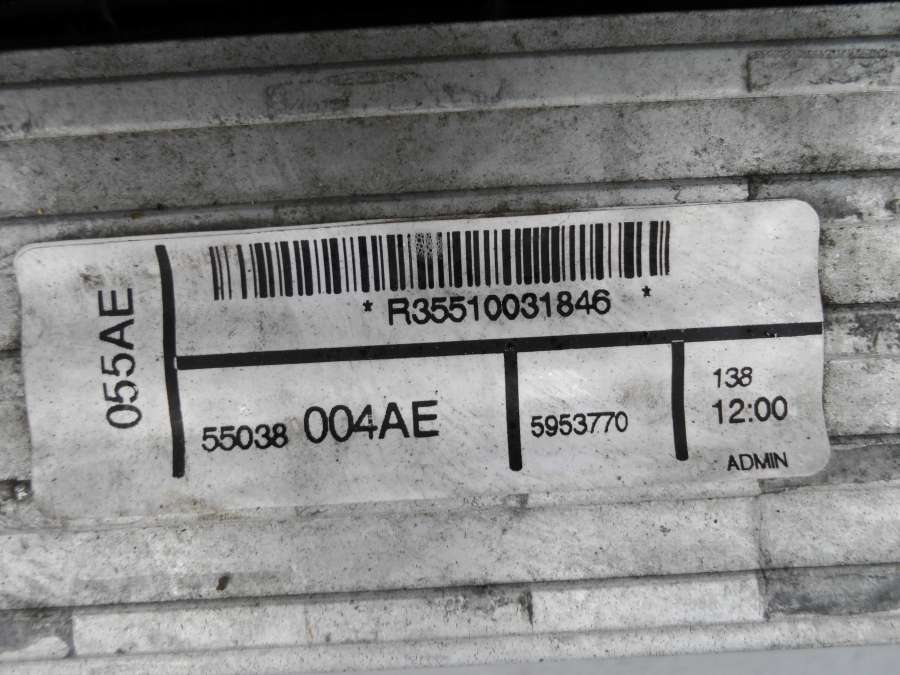 * R35510031846 *
055AE
55038 004AE
5953770
138
12:00
ADMIN